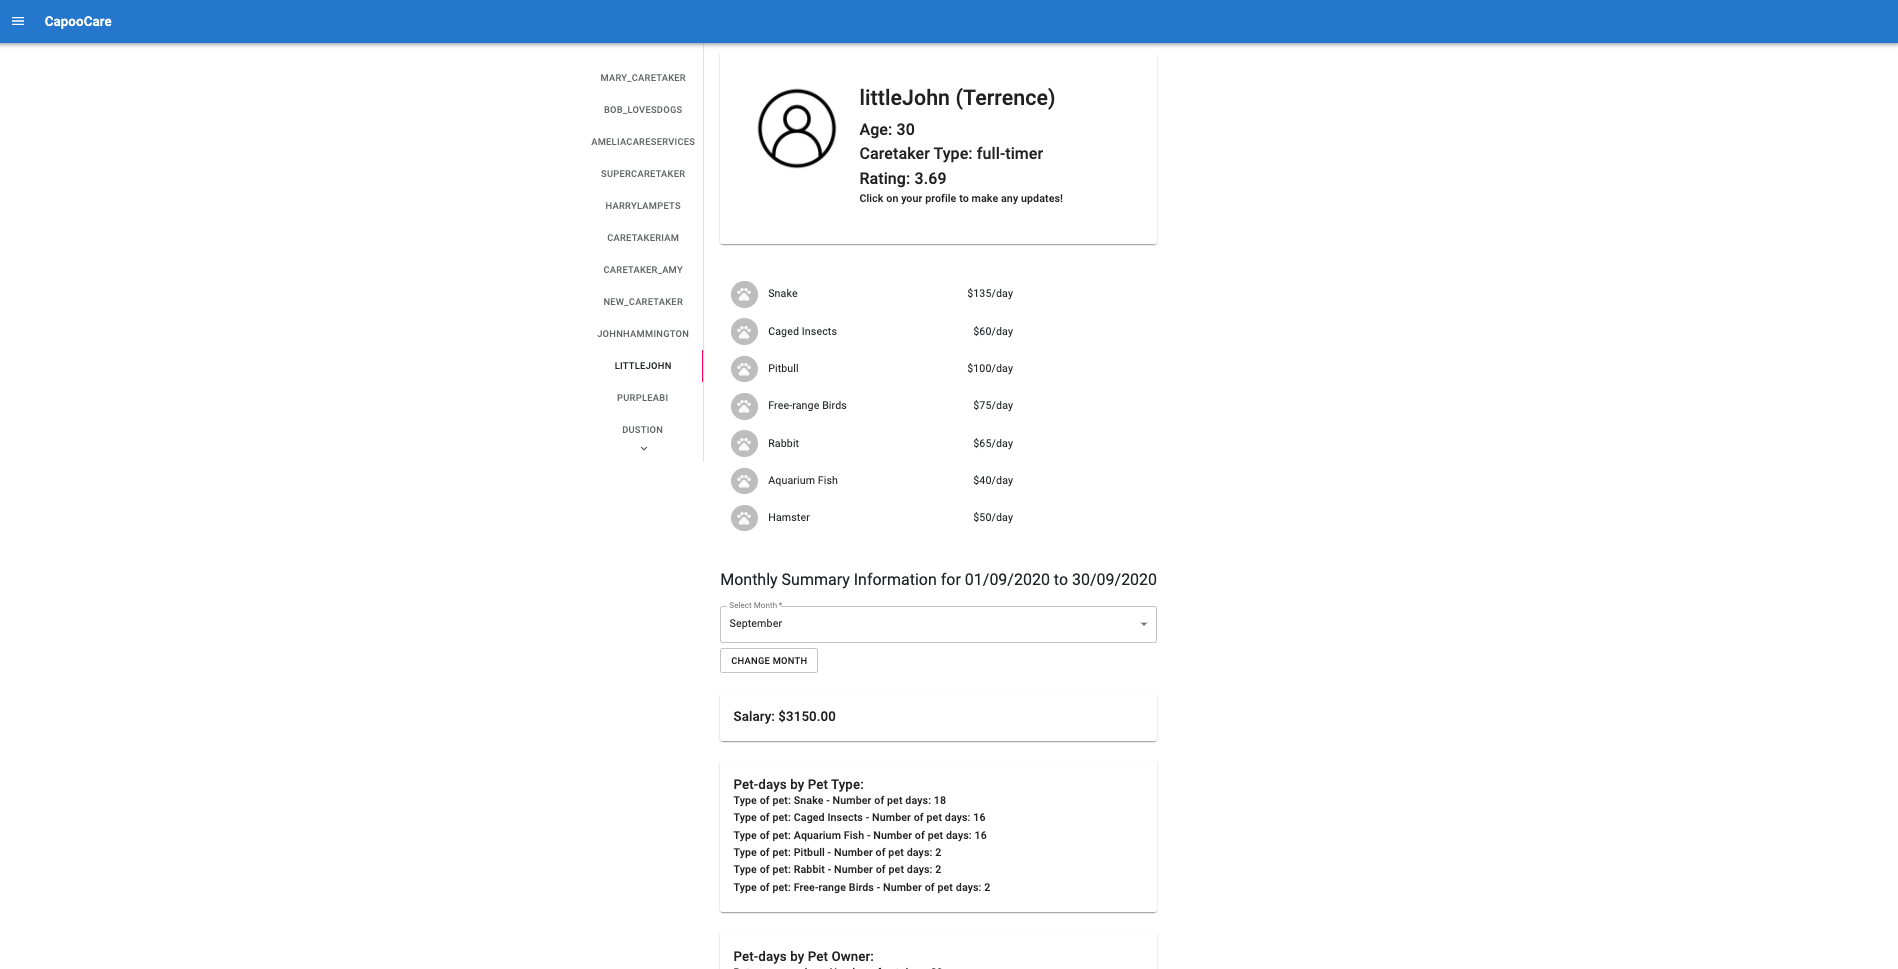 CapooCare
MARY_CARETAKER
BOB_LOVESDOGS
AMELIACARESERVICES
SUPERCARETAKER
HARRYLAMPETS
CARETAKERIAM
CARETAKER_AMY
NEW_CARETAKER
JOHNHAMMINGTON
LITTLEJOHN
PURPLEABI
DUSTION
littleJohn (Terrence)
Age: 30
Caretaker Type: full-timer
Rating: 3.69
Click on your profile to make any updates!
Snake $135/day
Caged Insects $60/day
Pitbull $100/day
Free-range Birds $75/day
Rabbit $65/day
Aquarium Fish $40/day
Hamster $50/day
Monthly Summary Information for 01/09/2020 to 30/09/2020
Select Month *
September
CHANGE MONTH
Salary: $3150.00
Pet-days by Pet Type:
Type of pet: Snake - Number of pet days: 18
Type of pet: Caged Insects - Number of pet days: 16
Type of pet: Aquarium Fish - Number of pet days: 16
Type of pet: Pitbull - Number of pet days: 2
Type of pet: Rabbit - Number of pet days: 2
Type of pet: Free-range Birds - Number of pet days: 2
Pet-days by Pet Owner: